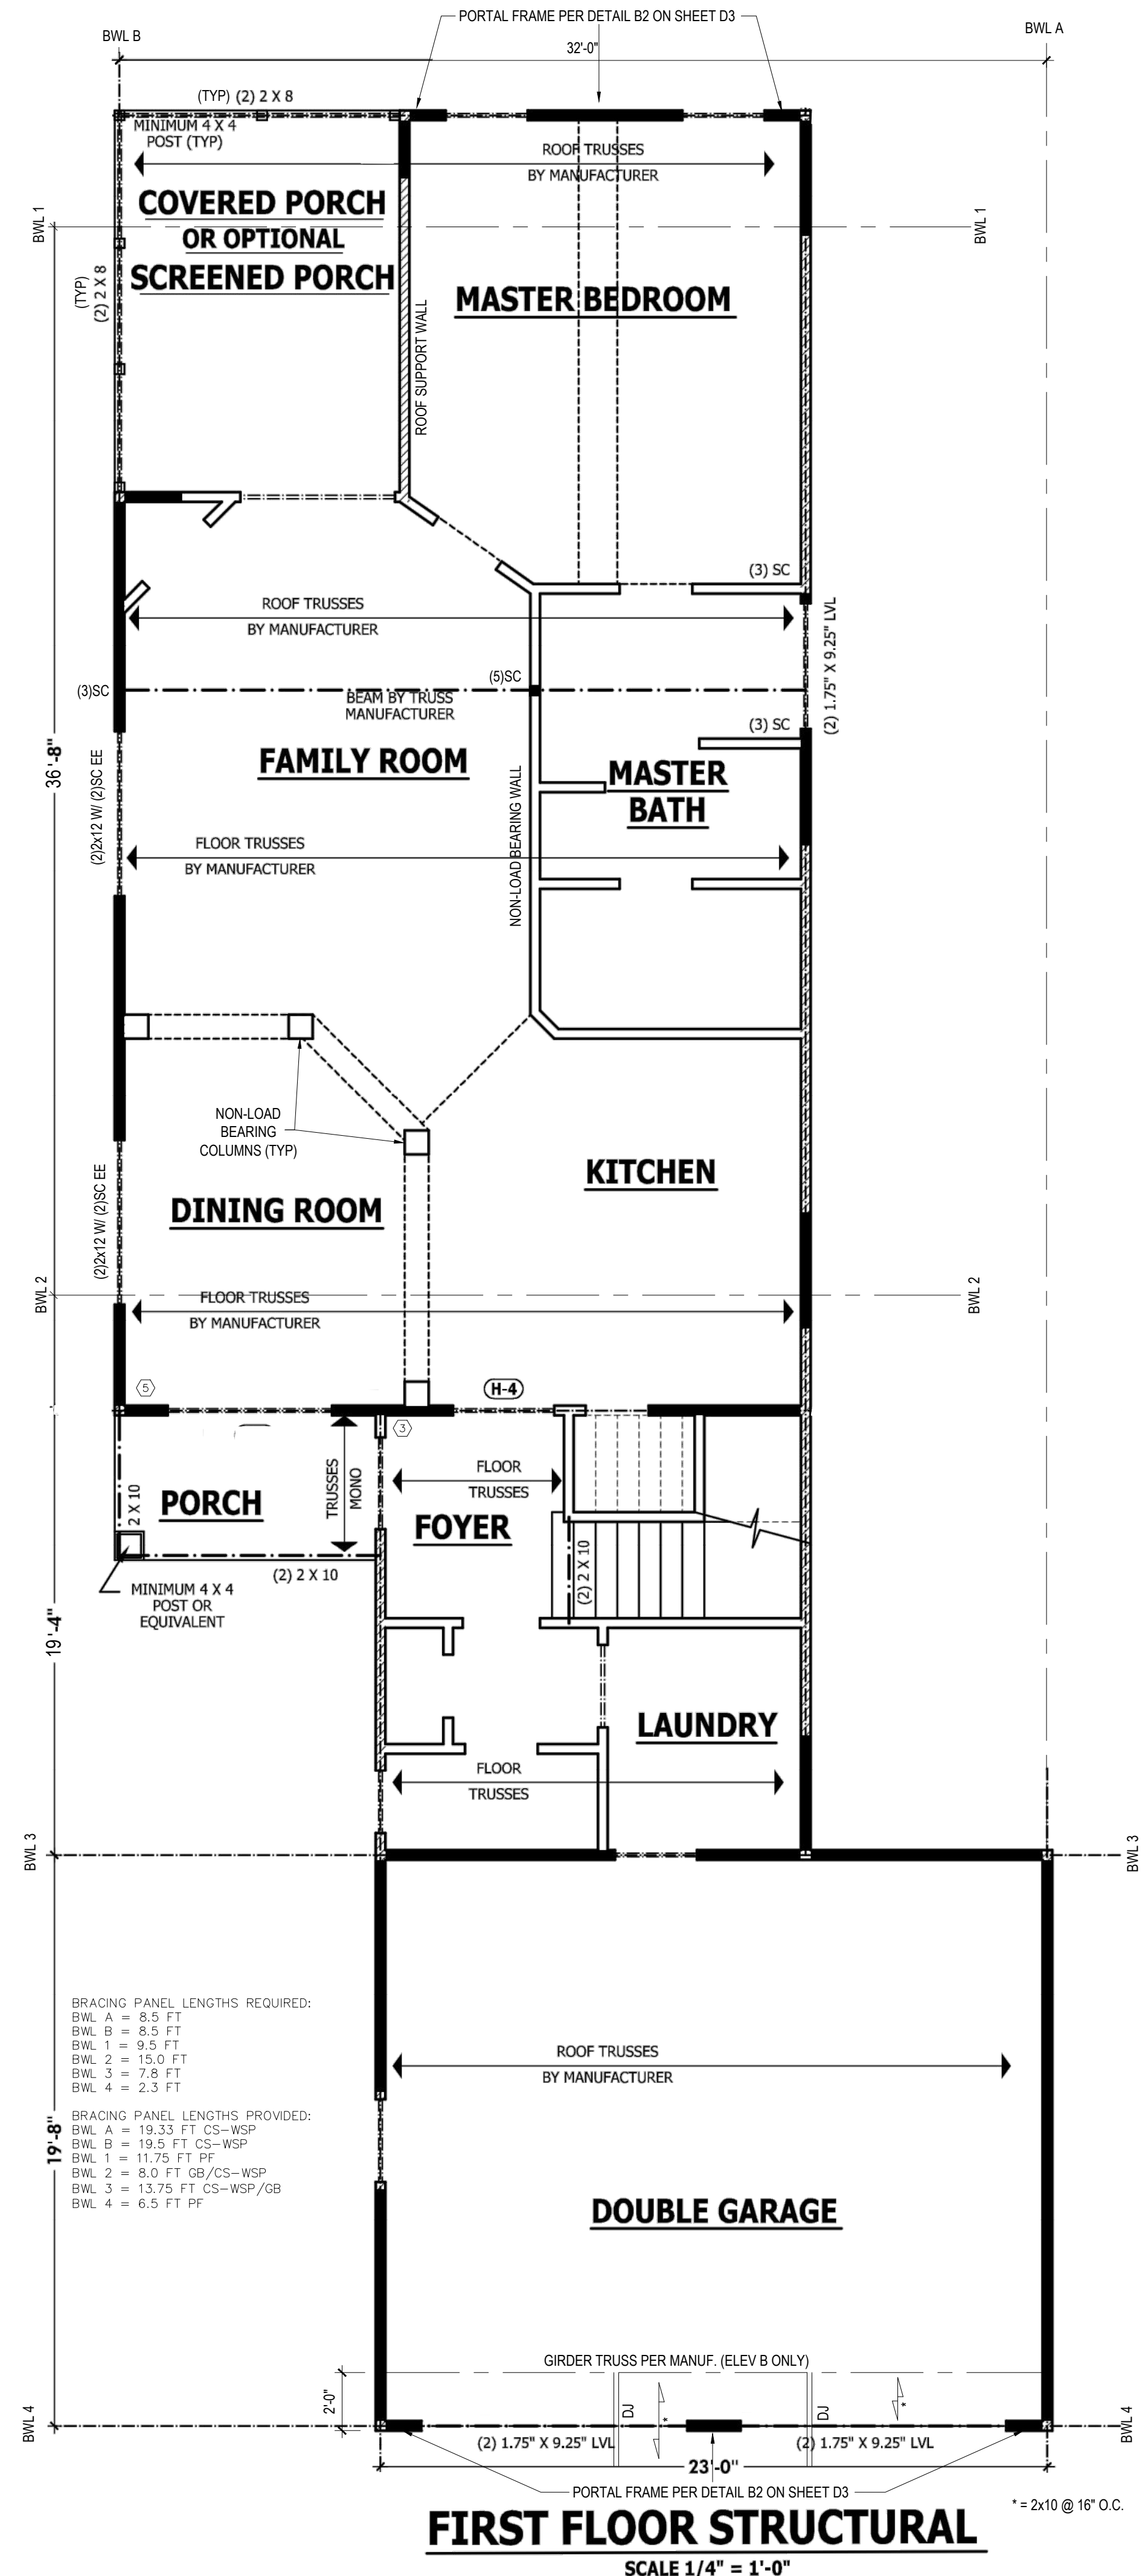 PORTAL FRAME PER DETAIL B2 ON SHEET D3
BWL B
32'-0"
BWL A
(TYP) (2) 2 X 8
MINIMUM 4 X 4
POST (TYP)
ROOF TRUSSES
BY MANUFACTURER
COVERED PORCH
OR OPTIONAL
SCREENED PORCH
BWL 1
BWL 1
(TYP)
(2) 2 X 8
MASTER BEDROOM
ROOF SUPPORT WALL
(3) SC
ROOF TRUSSES
BY MANUFACTURER
(2) 1.75" X 9.25" LVL
(3)SC
(5)SC
BEAM BY TRUSS
MANUFACTURER
(3) SC
36'-8"
FAMILY ROOM
MASTER
BATH
(2)2x12 W/ (2)SC EE
NON-LOAD BEARING WALL
FLOOR TRUSSES
BY MANUFACTURER
NON-LOAD
BEARING
COLUMNS (TYP)
KITCHEN
DINING ROOM
(2)2x12 W/ (2)SC EE
BWL 2
BWL 2
FLOOR TRUSSES
BY MANUFACTURER
5
H-4
3
2 X 10
PORCH
TRUSSES
MONO
FLOOR
TRUSSES
FOYER
(2) 2 X 10
(2) 2 X 10
MINIMUM 4 X 4
POST OR
EQUIVALENT
19'-4"
LAUNDRY
FLOOR
TRUSSES
BWL 3
BWL 3
BRACING PANEL LENGTHS REQUIRED:
BWL A = 8.5 FT
BWL B = 8.5 FT
BWL 1 = 9.5 FT
BWL 2 = 15.0 FT
BWL 3 = 7.8 FT
BWL 4 = 2.3 FT
BRACING PANEL LENGTHS PROVIDED:
BWL A = 19.33 FT CS-WSP
BWL B = 19.5 FT CS-WSP
BWL 1 = 11.75 FT PF
BWL 2 = 8.0 FT GB/CS-WSP
BWL 3 = 13.75 FT CS-WSP/GB
BWL 4 = 6.5 FT PF
19'-8"
ROOF TRUSSES
BY MANUFACTURER
DOUBLE GARAGE
GIRDER TRUSS PER MANUF. (ELEV B ONLY)
2'-0"
DJ
*
DJ
*
BWL 4
BWL 4
(2) 1.75" X 9.25" LVL
(2) 1.75" X 9.25" LVL
23'-0"
PORTAL FRAME PER DETAIL B2 ON SHEET D3
* = 2x10 @ 16" O.C.
FIRST FLOOR STRUCTURAL
SCALE 1/4" = 1'-0"